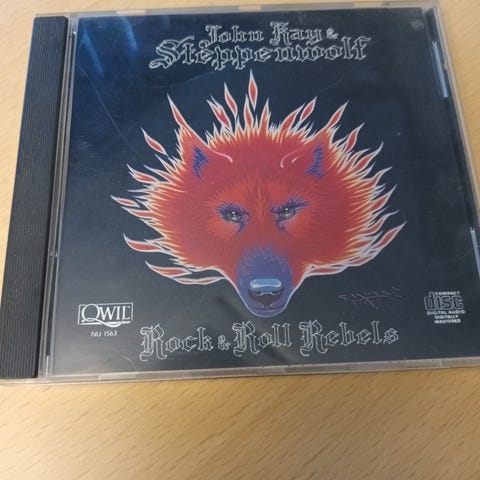 John Kay &
Steppenwolf
QWIL
NU 1563
COMPACT
disc
DIGITAL AUDIO
DIGITALLY
MASTERED
Rock & Roll Rebels